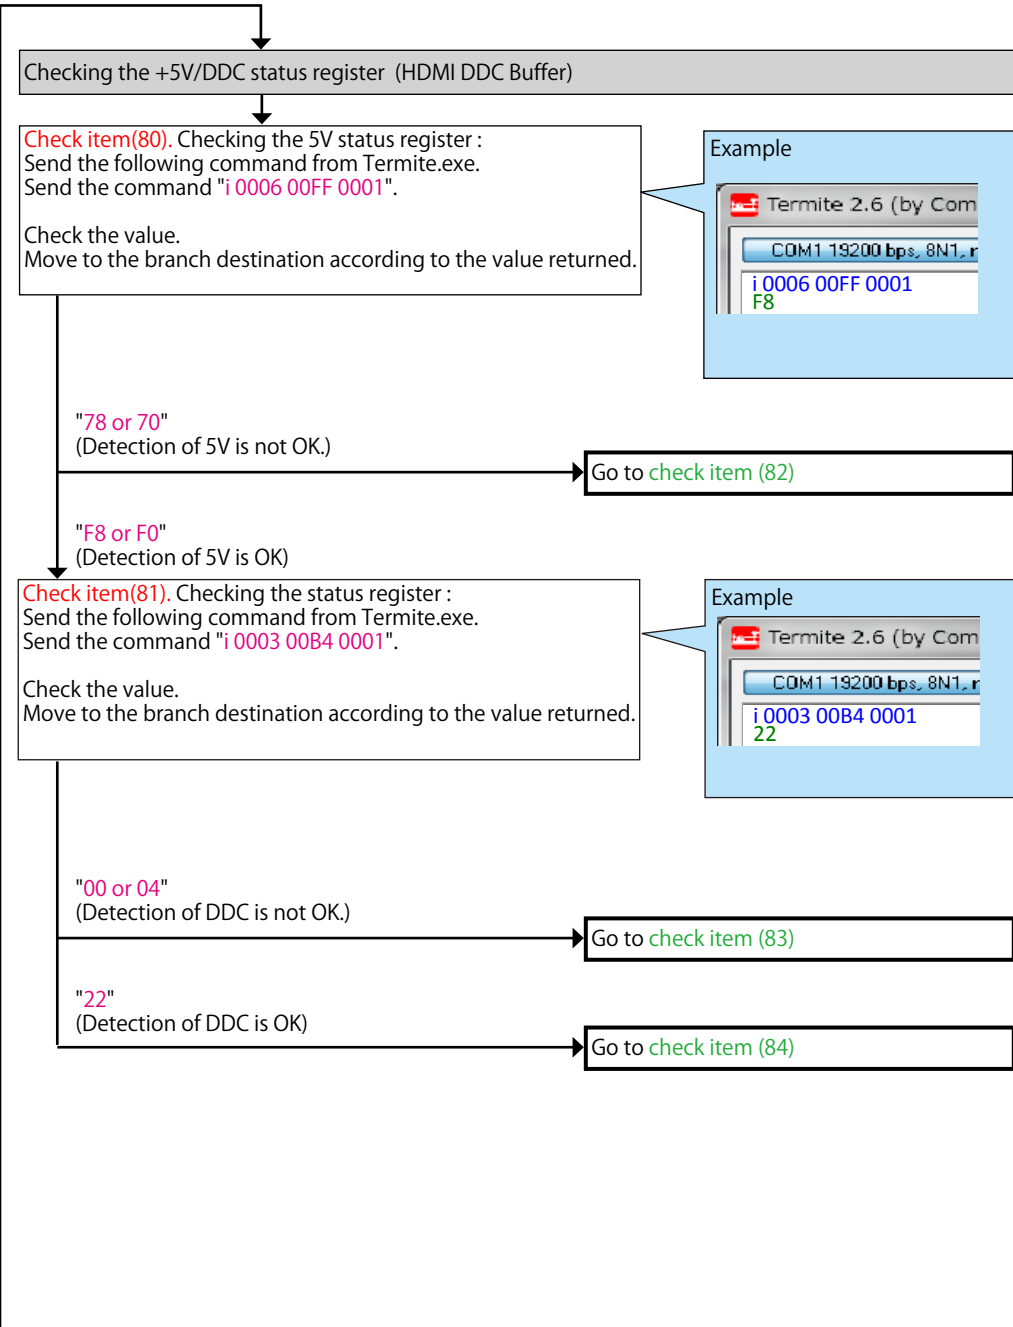 Checking the +5V/DDC status register (HDMI DDC Buffer)
Check item(80). Checking the 5V status register :
Send the following command from Termite.exe.
Send the command "i 0006 00FF 0001".
Check the value.
Move to the branch destination according to the value returned.
Example
Termite 2.6 (by Com
COM1 19200 bps, 8N1, r
i 0006 00FF 0001
F8
"78 or 70"
(Detection of 5V is not OK.)
Go to check item (82)
"F8 or F0"
(Detection of 5V is OK)
Check item(81). Checking the status register :
Send the following command from Termite.exe.
Send the command "i 0003 00B4 0001".
Check the value.
Move to the branch destination according to the value returned.
Example
Termite 2.6 (by Com
COM1 19200 bps, 8N1, r
i 0003 00B4 0001
22
"00 or 04"
(Detection of DDC is not OK.)
Go to check item (83)
"22"
(Detection of DDC is OK)
Go to check item (84)